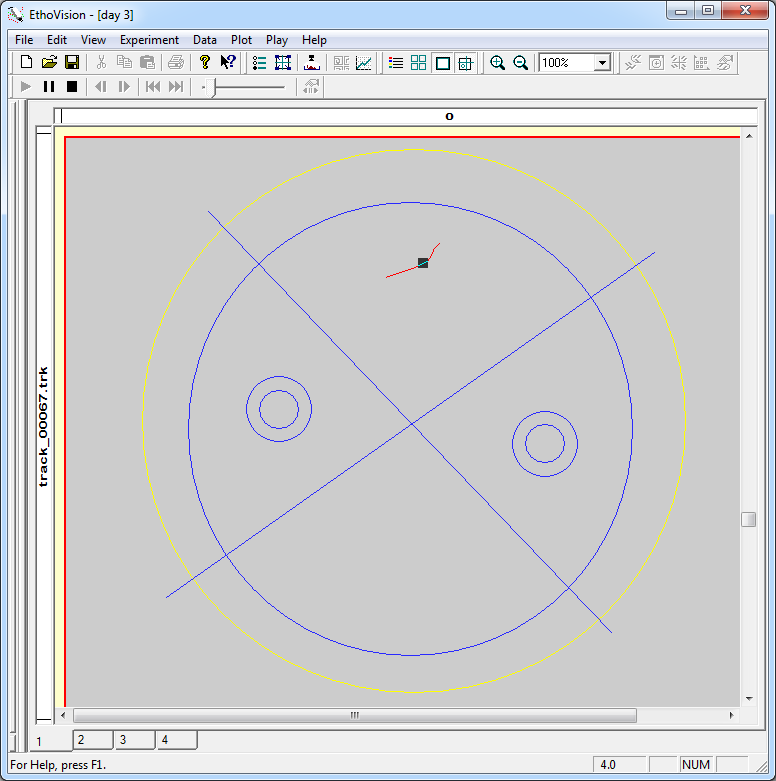 EthoVision - [day 3]
File Edit View Experiment Data Plot Play Help
100%
o
track_00067.trk
1 2 3 4
For Help, press F1. 4.0 NUM